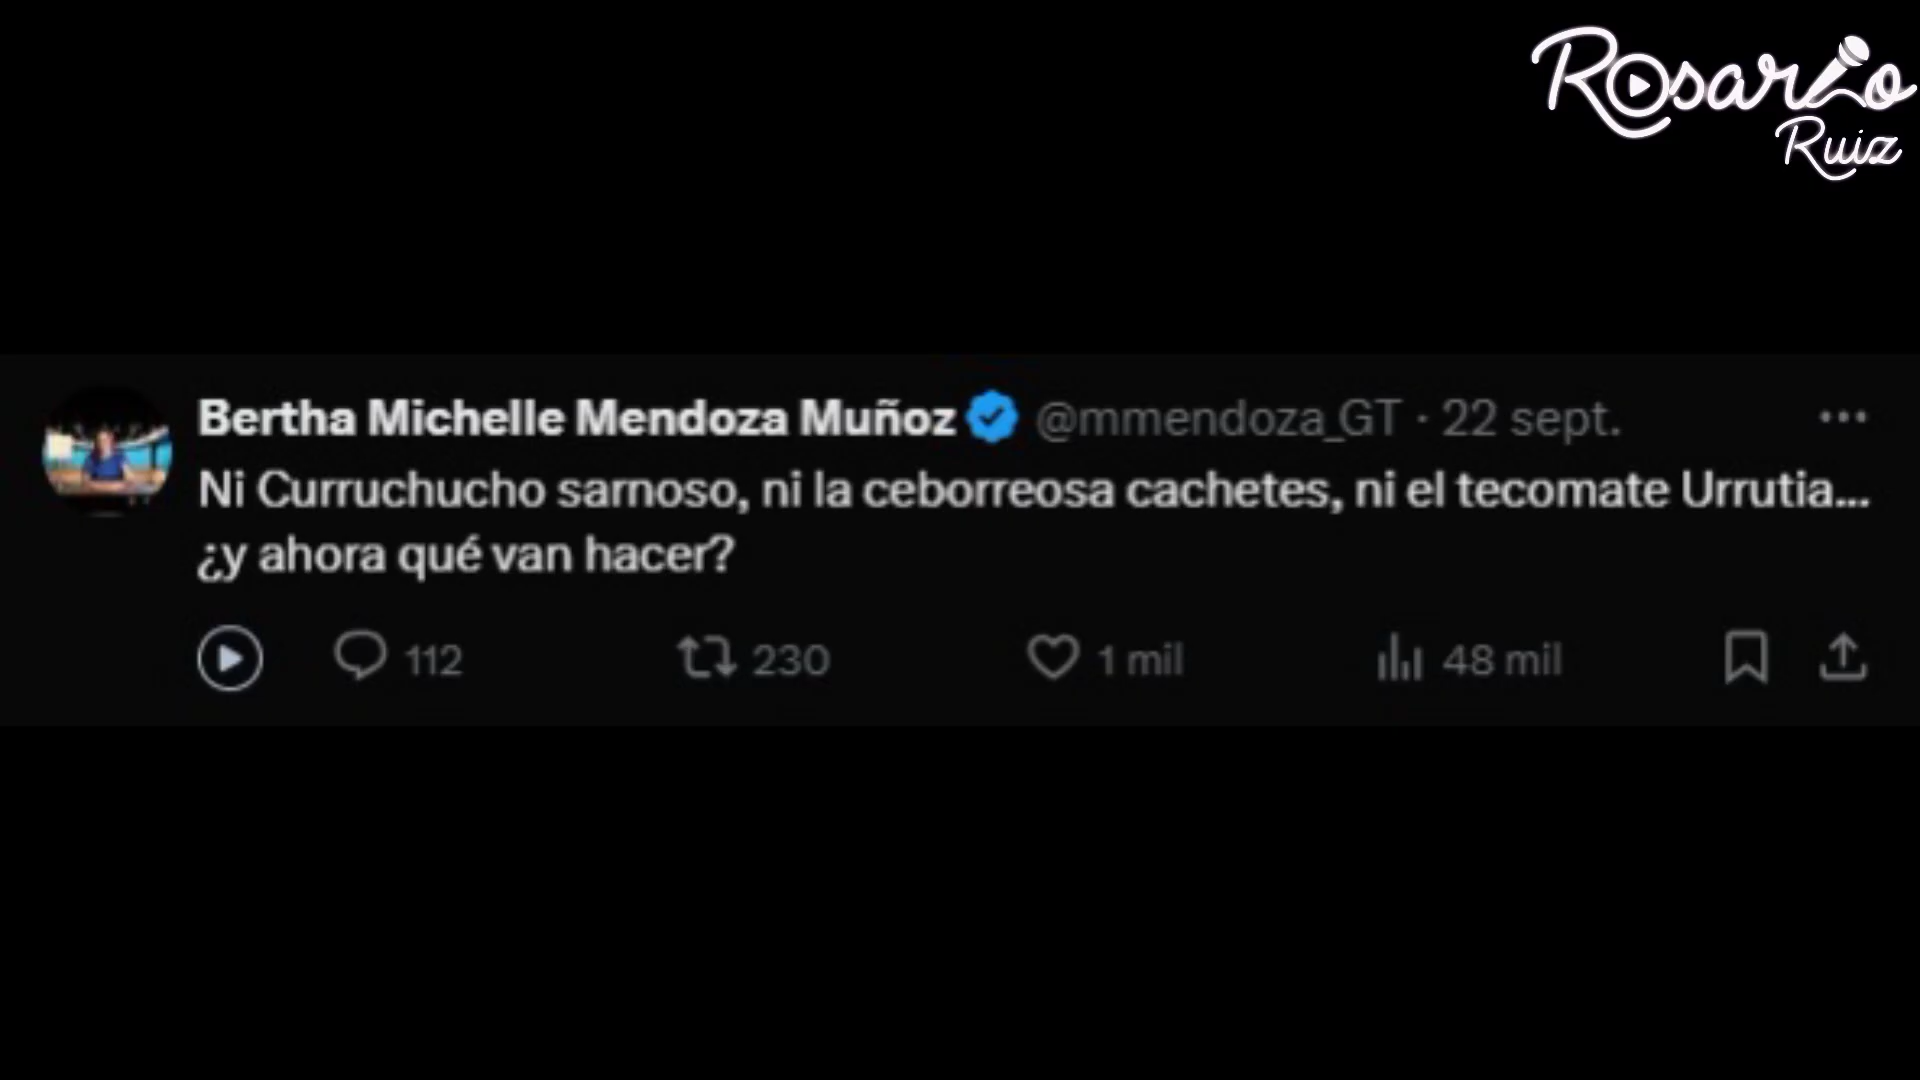 Rosario
Ruiz
Bertha Michelle Mendoza Muñoz @mmendoza_GT · 22 sept.
Ni Curruchucho sarnoso, ni la ceborreosa cachetes, ni el tecomate Urrutia...
¿y ahora qué van hacer?
112 230 1 mil 48 mil